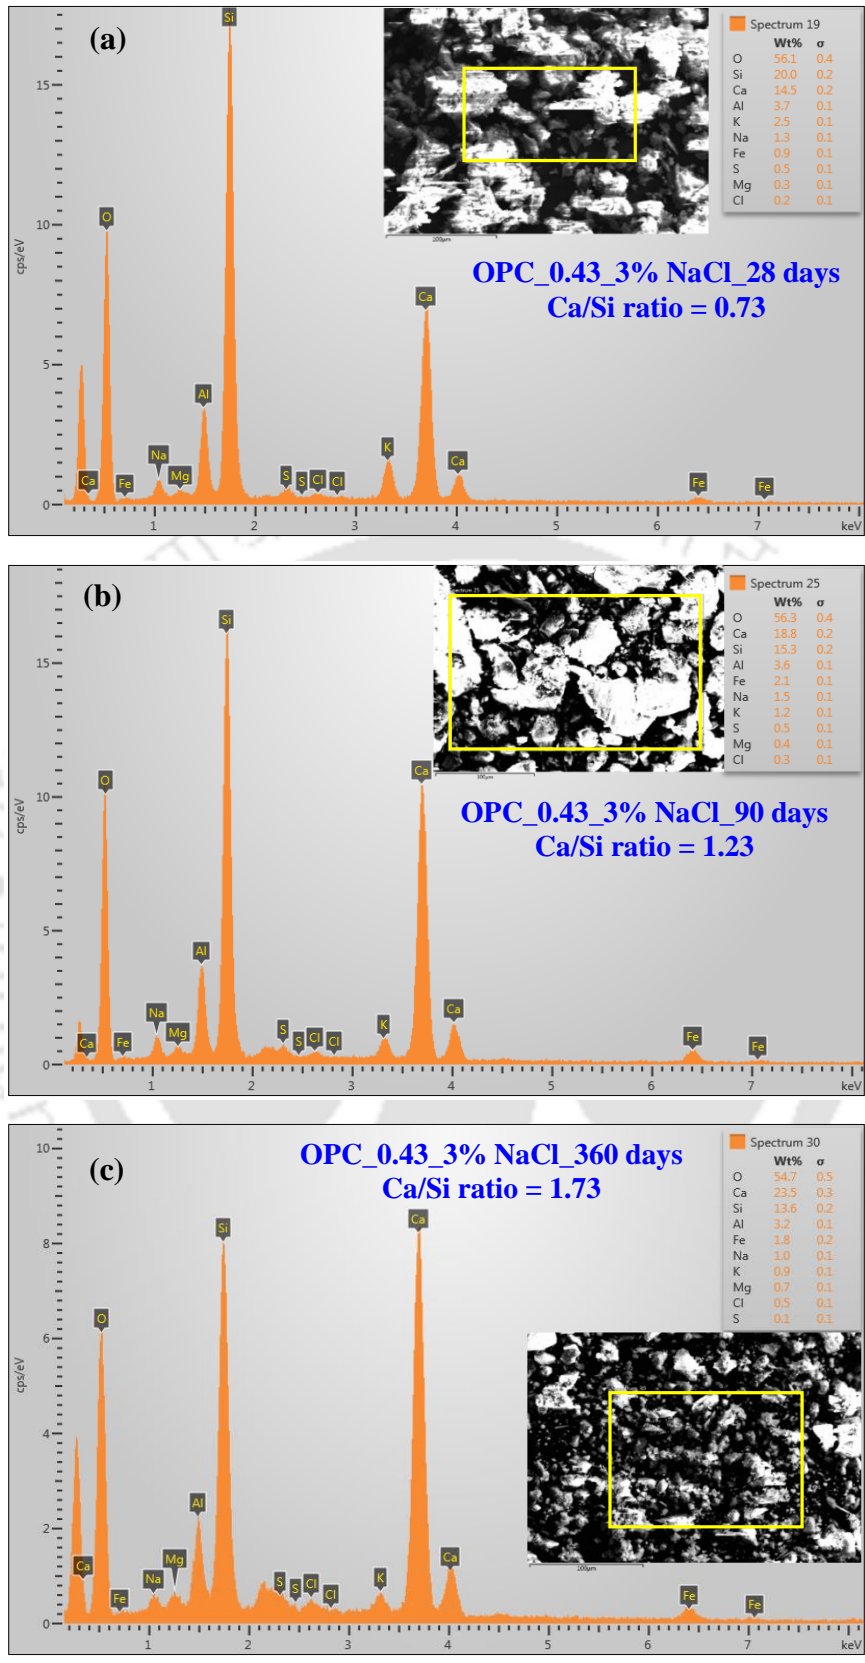 (a)
Spectrum 19
Wt% σ
O 56.1 0.4
Si 20.0 0.2
Ca 14.5 0.2
Al 3.7 0.1
K 2.5 0.1
Na 1.3 0.1
Fe 0.9 0.1
S 0.5 0.1
Mg 0.3 0.1
Cl 0.2 0.1
100µm
OPC_0.43_3% NaCl_28 days
Ca/Si ratio = 0.73
cps/eV
15
10
5
0
Ca O Fe Na Mg Al Si S S Cl Cl K Ca Ca Fe Fe
1 2 3 4 5 6 7 keV
(b)
Spectrum 25
Spectrum 25
Wt% σ
O 56.3 0.4
Ca 18.8 0.2
Si 15.3 0.2
Al 3.6 0.1
Fe 2.1 0.1
Na 1.5 0.1
K 1.2 0.1
S 0.5 0.1
Mg 0.4 0.1
Cl 0.3 0.1
100µm
OPC_0.43_3% NaCl_90 days
Ca/Si ratio = 1.23
cps/eV
15
10
5
0
Ca O Fe Na Mg Al Si S S Cl Cl K Ca Ca Fe Fe
1 2 3 4 5 6 7 keV
(c)
OPC_0.43_3% NaCl_360 days
Ca/Si ratio = 1.73
Spectrum 30
Wt% σ
O 54.7 0.5
Ca 23.5 0.3
Si 13.6 0.2
Al 3.2 0.1
Fe 1.8 0.2
Na 1.0 0.1
K 0.9 0.1
Mg 0.7 0.1
Cl 0.5 0.1
S 0.1 0.1
100µm
cps/eV
10
8
6
4
2
0
Ca O Fe Na Mg Al Si S S Cl Cl K Ca Ca Fe Fe
1 2 3 4 5 6 7 keV